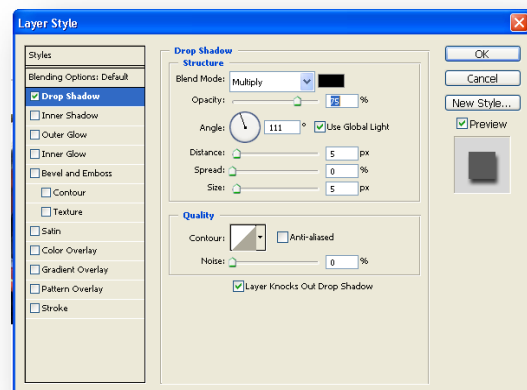 Layer Style
Styles
Blending Options: Default
Drop Shadow
Inner Shadow
Outer Glow
Inner Glow
Bevel and Emboss
Contour
Texture
Satin
Color Overlay
Gradient Overlay
Pattern Overlay
Stroke
Drop Shadow
Structure
Blend Mode: Multiply
Opacity: 75 %
Angle: 111 ° Use Global Light
Distance: 5 px
Spread: 0 %
Size: 5 px
Quality
Contour: Anti-aliased
Noise: 0 %
Layer Knocks Out Drop Shadow
OK
Cancel
New Style...
Preview